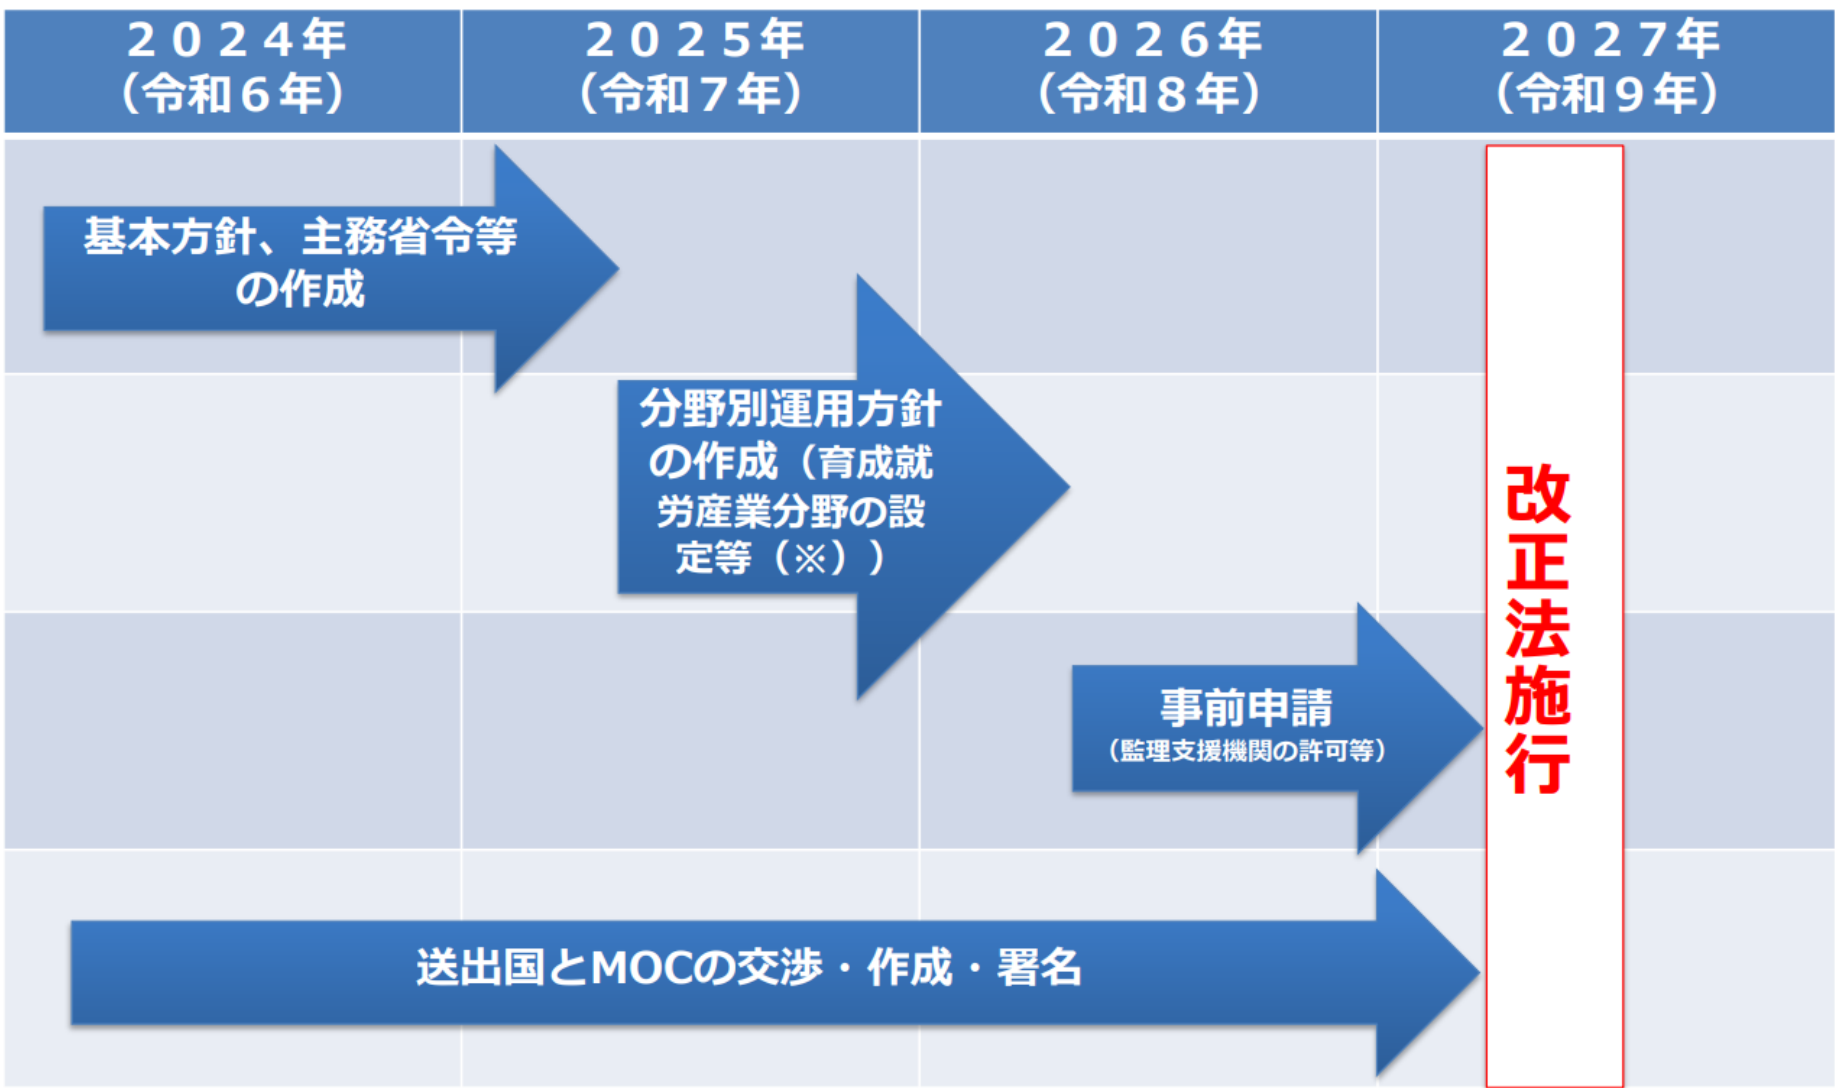 ２０２４年
（令和６年）
２０２５年
（令和７年）
２０２６年
（令和８年）
２０２７年
（令和９年）
基本方針、主務省令等
の作成
分野別運用方針
の作成（育成就
労産業分野の設
定等（※））
事前申請
（監理支援機関の許可等）
送出国とMOCの交渉・作成・署名
改正法施行